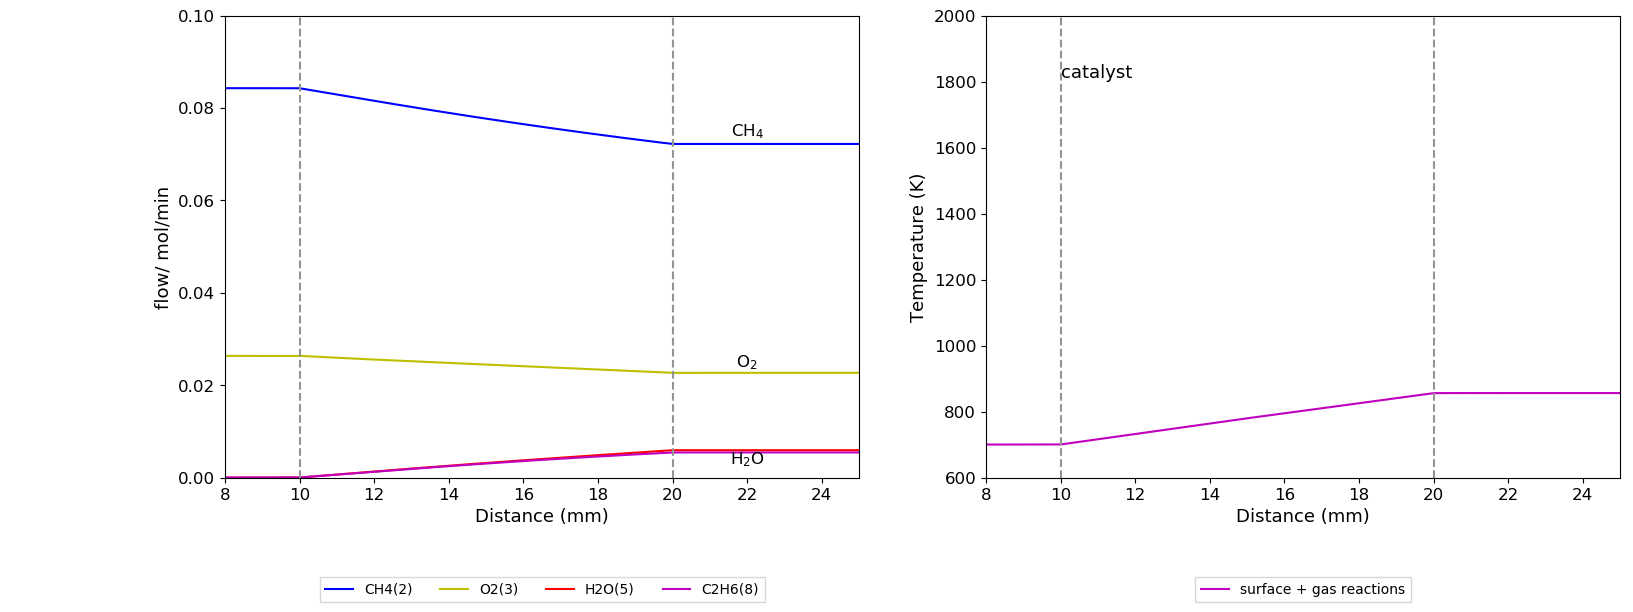 0.10
0.08
0.06
0.04
0.02
0.00
flow/ mol/min
CH₄
O₂
H₂O
8 10 12 14 16 18 20 22 24
Distance (mm)
CH4(2) O2(3) H2O(5) C2H6(8)
2000
1800
1600
1400
1200
1000
800
600
Temperature (K)
catalyst
8 10 12 14 16 18 20 22 24
Distance (mm)
surface + gas reactions